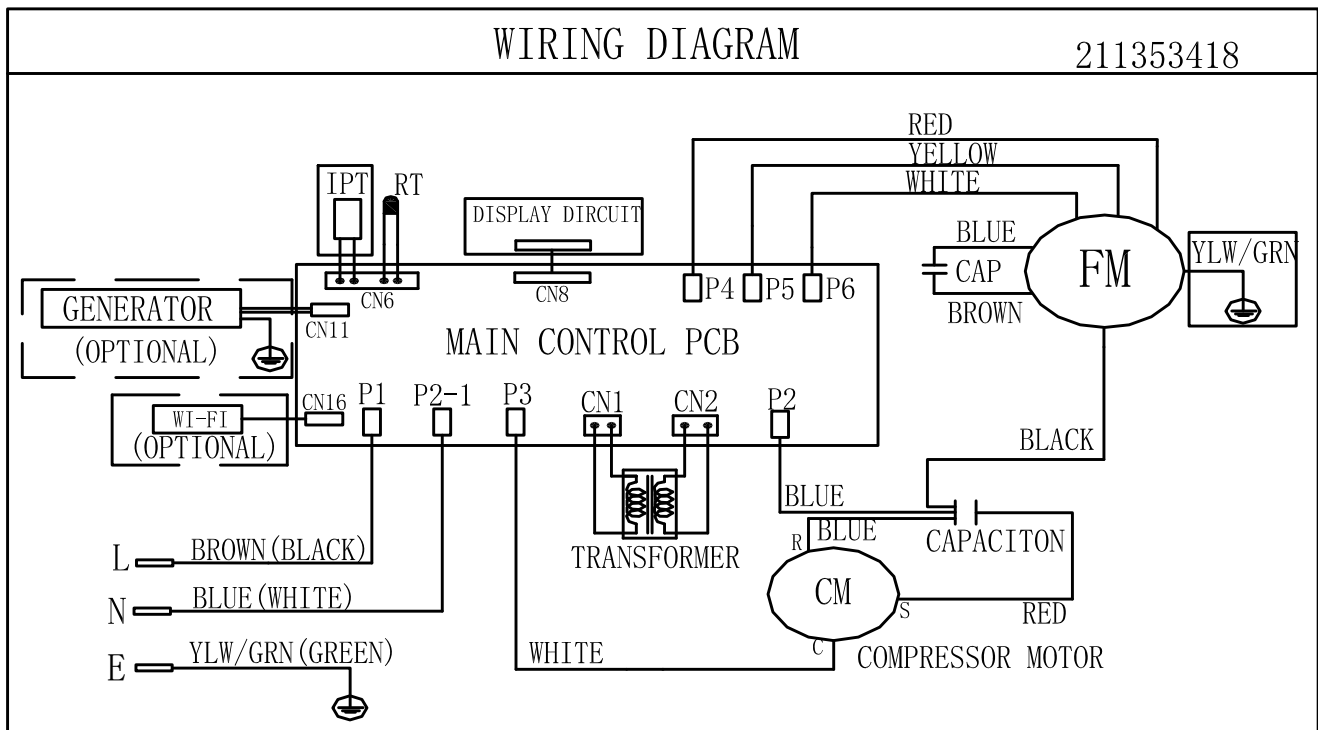 WIRING DIAGRAM
211353418
RED
YELLOW
WHITE
IPT
RT
DISPLAY DIRCUIT
BLUE
CAP
BROWN
FM
YLW/GRN
CN6
CN8
P4
P5
P6
GENERATOR
(OPTIONAL)
CN11
MAIN CONTROL PCB
WI-FI
(OPTIONAL)
CN16
P1
P2-1
P3
CN1
CN2
P2
BLACK
BLUE
BLUE
R
CAPACITON
TRANSFORMER
L
BROWN(BLACK)
N
BLUE(WHITE)
CM
S
RED
E
YLW/GRN(GREEN)
WHITE
C
COMPRESSOR MOTOR